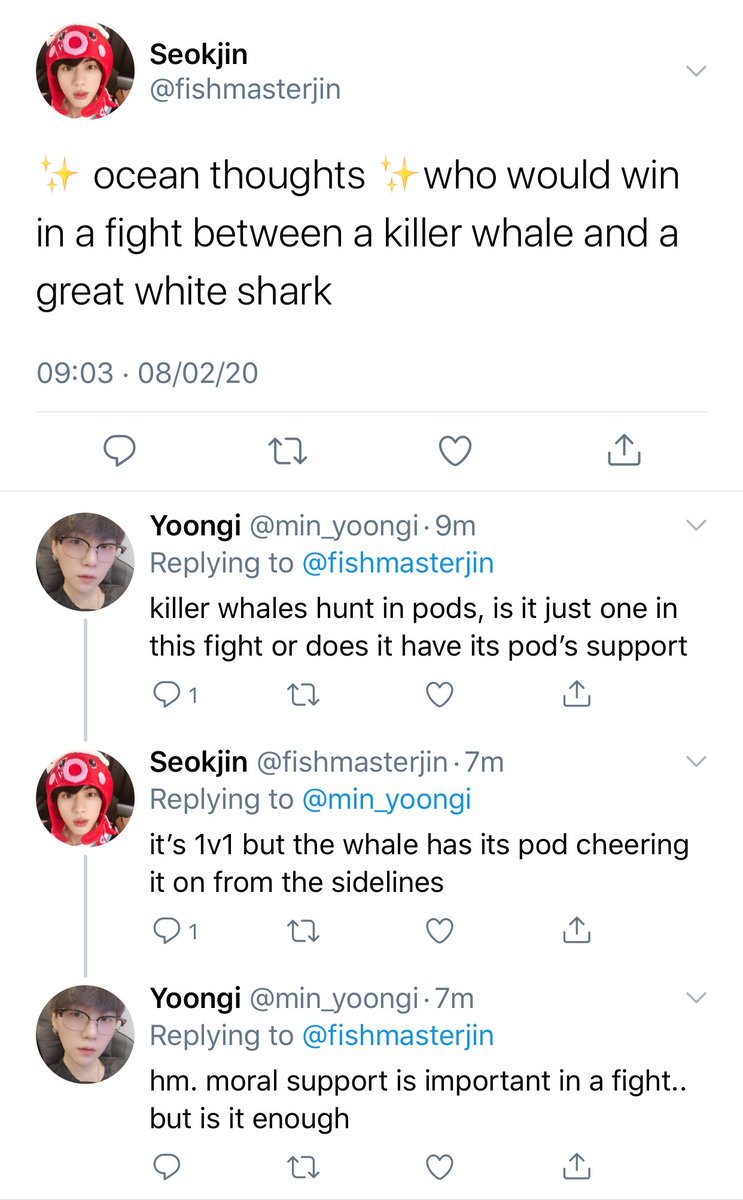 Seokjin
@fishmasterjin
✨ ocean thoughts ✨who would win
in a fight between a killer whale and a
great white shark
09:03 · 08/02/20
Yoongi @min_yoongi · 9m
Replying to @fishmasterjin
killer whales hunt in pods, is it just one in
this fight or does it have its pod’s support
1
Seokjin @fishmasterjin · 7m
Replying to @min_yoongi
it’s 1v1 but the whale has its pod cheering
it on from the sidelines
1
Yoongi @min_yoongi · 7m
Replying to @fishmasterjin
hm. moral support is important in a fight..
but is it enough